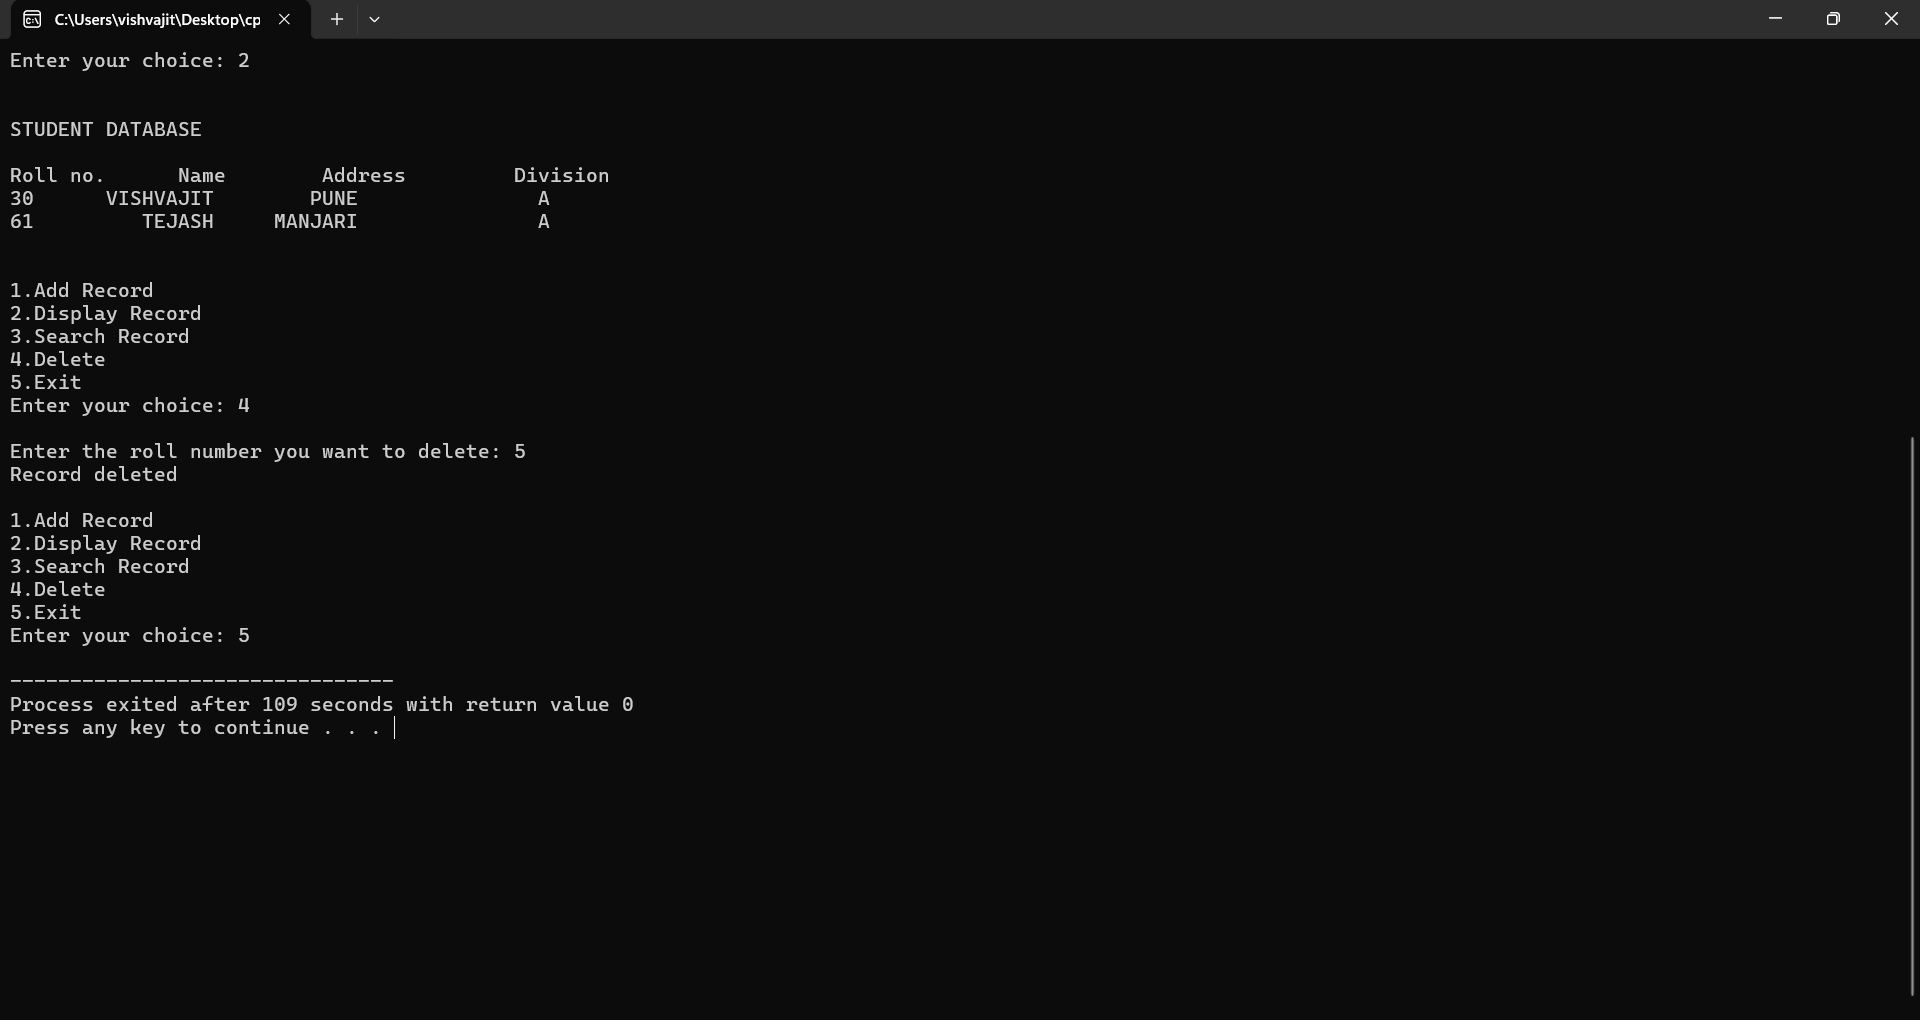 C:\Users\vishvajit\Desktop\cp
Enter your choice: 2
STUDENT DATABASE
Roll no.      Name        Address         Division
30      VISHVAJIT        PUNE               A
61         TEJASH     MANJARI               A
1.Add Record
2.Display Record
3.Search Record
4.Delete
5.Exit
Enter your choice: 4
Enter the roll number you want to delete: 5
Record deleted
1.Add Record
2.Display Record
3.Search Record
4.Delete
5.Exit
Enter your choice: 5
--------------------------------
Process exited after 109 seconds with return value 0
Press any key to continue . . .